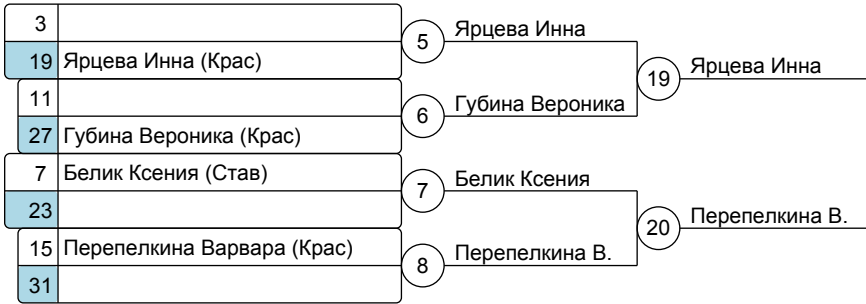 3
5 Ярцева Инна
19 Ярцева Инна (Крас)
19 Ярцева Инна
11
6 Губина Вероника
27 Губина Вероника (Крас)
7 Белик Ксения (Став)
7 Белик Ксения
23
20 Перепелкина В.
15 Перепелкина Варвара (Крас)
8 Перепелкина В.
31